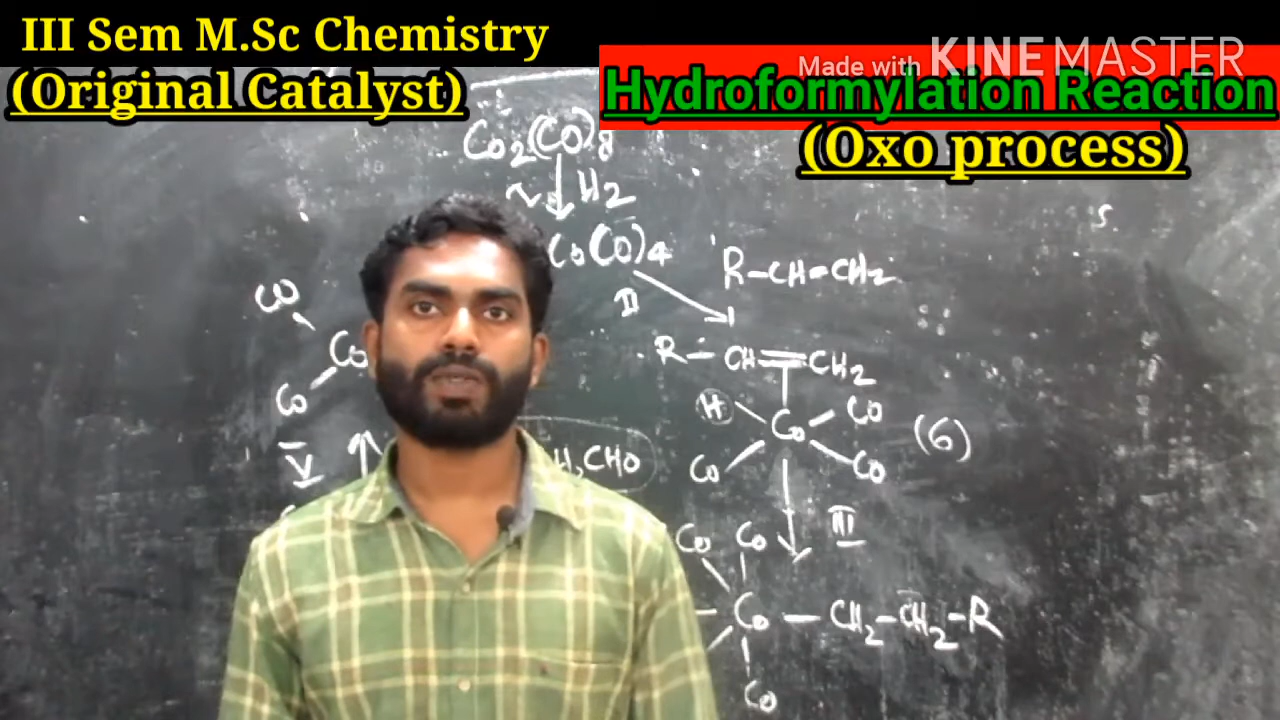 III Sem M.Sc Chemistry
(Original Catalyst)
Made with KINEMASTER
Hydroformylation Reaction
(Oxo process)
Co2(CO)8
H2
Co(CO)4
R-CH=CH2
II
R-CH=CH2
H
Co
CO
CO
CO
(6)
CO
Co
CO
V
CHO
III
CO
CO
Co-CH2-CH2-R
CO